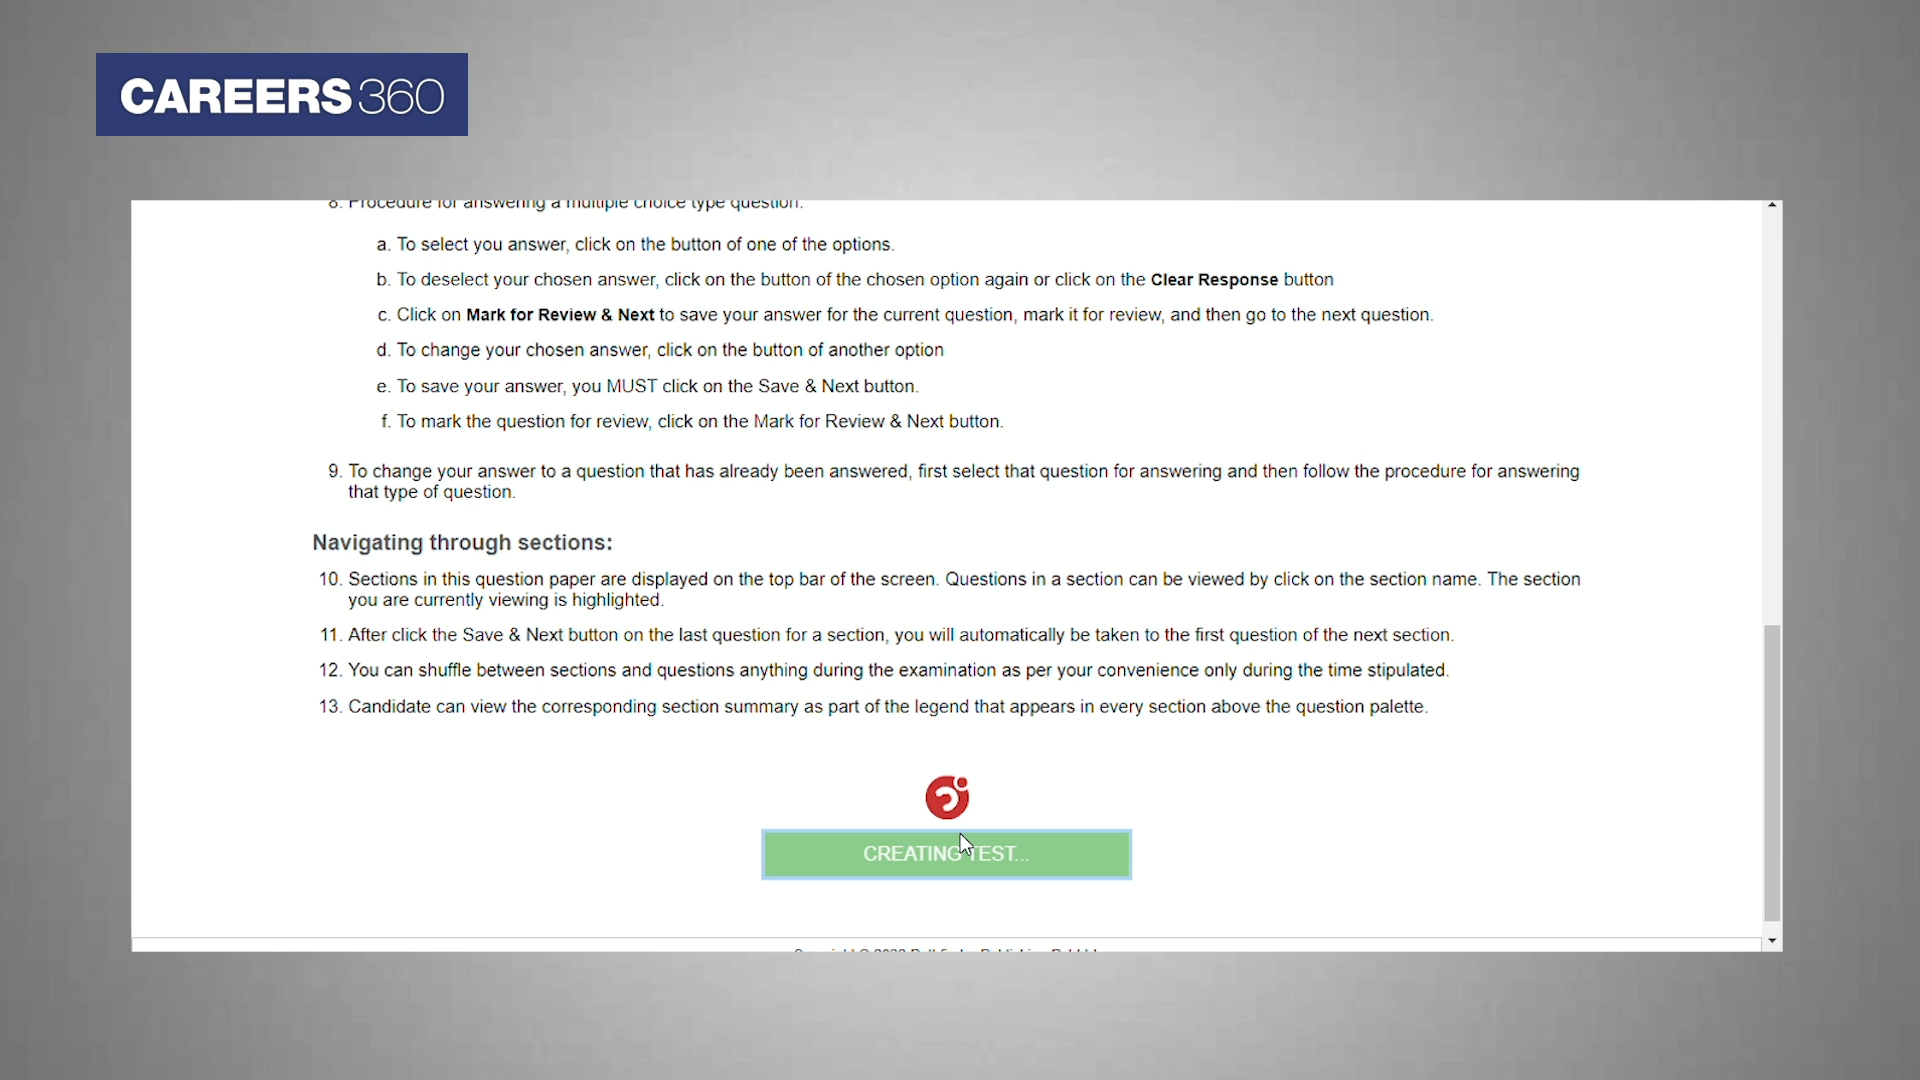 CAREERS360
8. Procedure for answering a multiple choice type question:
a. To select you answer, click on the button of one of the options.
b. To deselect your chosen answer, click on the button of the chosen option again or click on the Clear Response button
c. Click on Mark for Review & Next to save your answer for the current question, mark it for review, and then go to the next question.
d. To change your chosen answer, click on the button of another option
e. To save your answer, you MUST click on the Save & Next button.
f. To mark the question for review, click on the Mark for Review & Next button.
9. To change your answer to a question that has already been answered, first select that question for answering and then follow the procedure for answering
that type of question.
Navigating through sections:
10. Sections in this question paper are displayed on the top bar of the screen. Questions in a section can be viewed by click on the section name. The section
you are currently viewing is highlighted.
11. After click the Save & Next button on the last question for a section, you will automatically be taken to the first question of the next section.
12. You can shuffle between sections and questions anything during the examination as per your convenience only during the time stipulated.
13. Candidate can view the corresponding section summary as part of the legend that appears in every section above the question palette.
CREATING TEST...